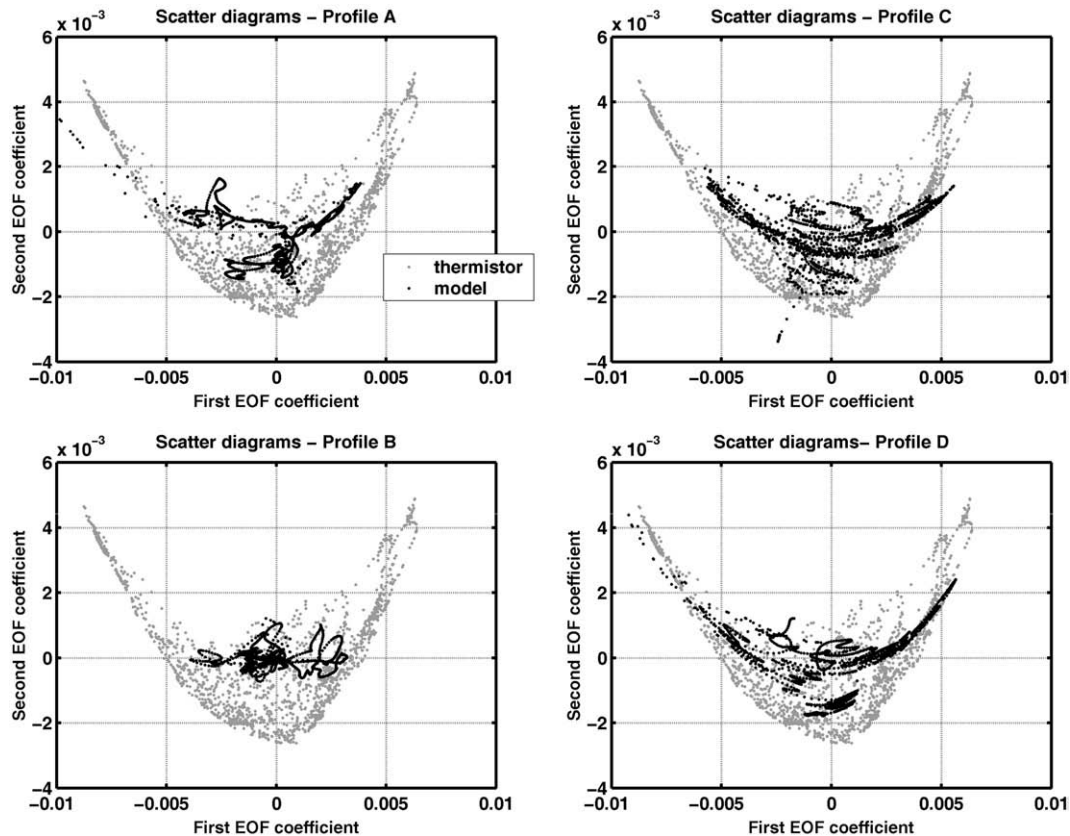 Scatter diagrams – Profile A
x 10⁻³
6
4
2
0
−2
−4
Second EOF coefficient
−0.01 −0.005 0 0.005 0.01
First EOF coefficient
thermistor
model
Scatter diagrams – Profile C
x 10⁻³
6
4
2
0
−2
−4
Second EOF coefficient
−0.01 −0.005 0 0.005 0.01
First EOF coefficient
Scatter diagrams – Profile B
x 10⁻³
6
4
2
0
−2
−4
Second EOF coefficient
−0.01 −0.005 0 0.005 0.01
First EOF coefficient
Scatter diagrams− Profile D
x 10⁻³
6
4
2
0
−2
−4
Second EOF coefficient
−0.01 −0.005 0 0.005 0.01
First EOF coefficient